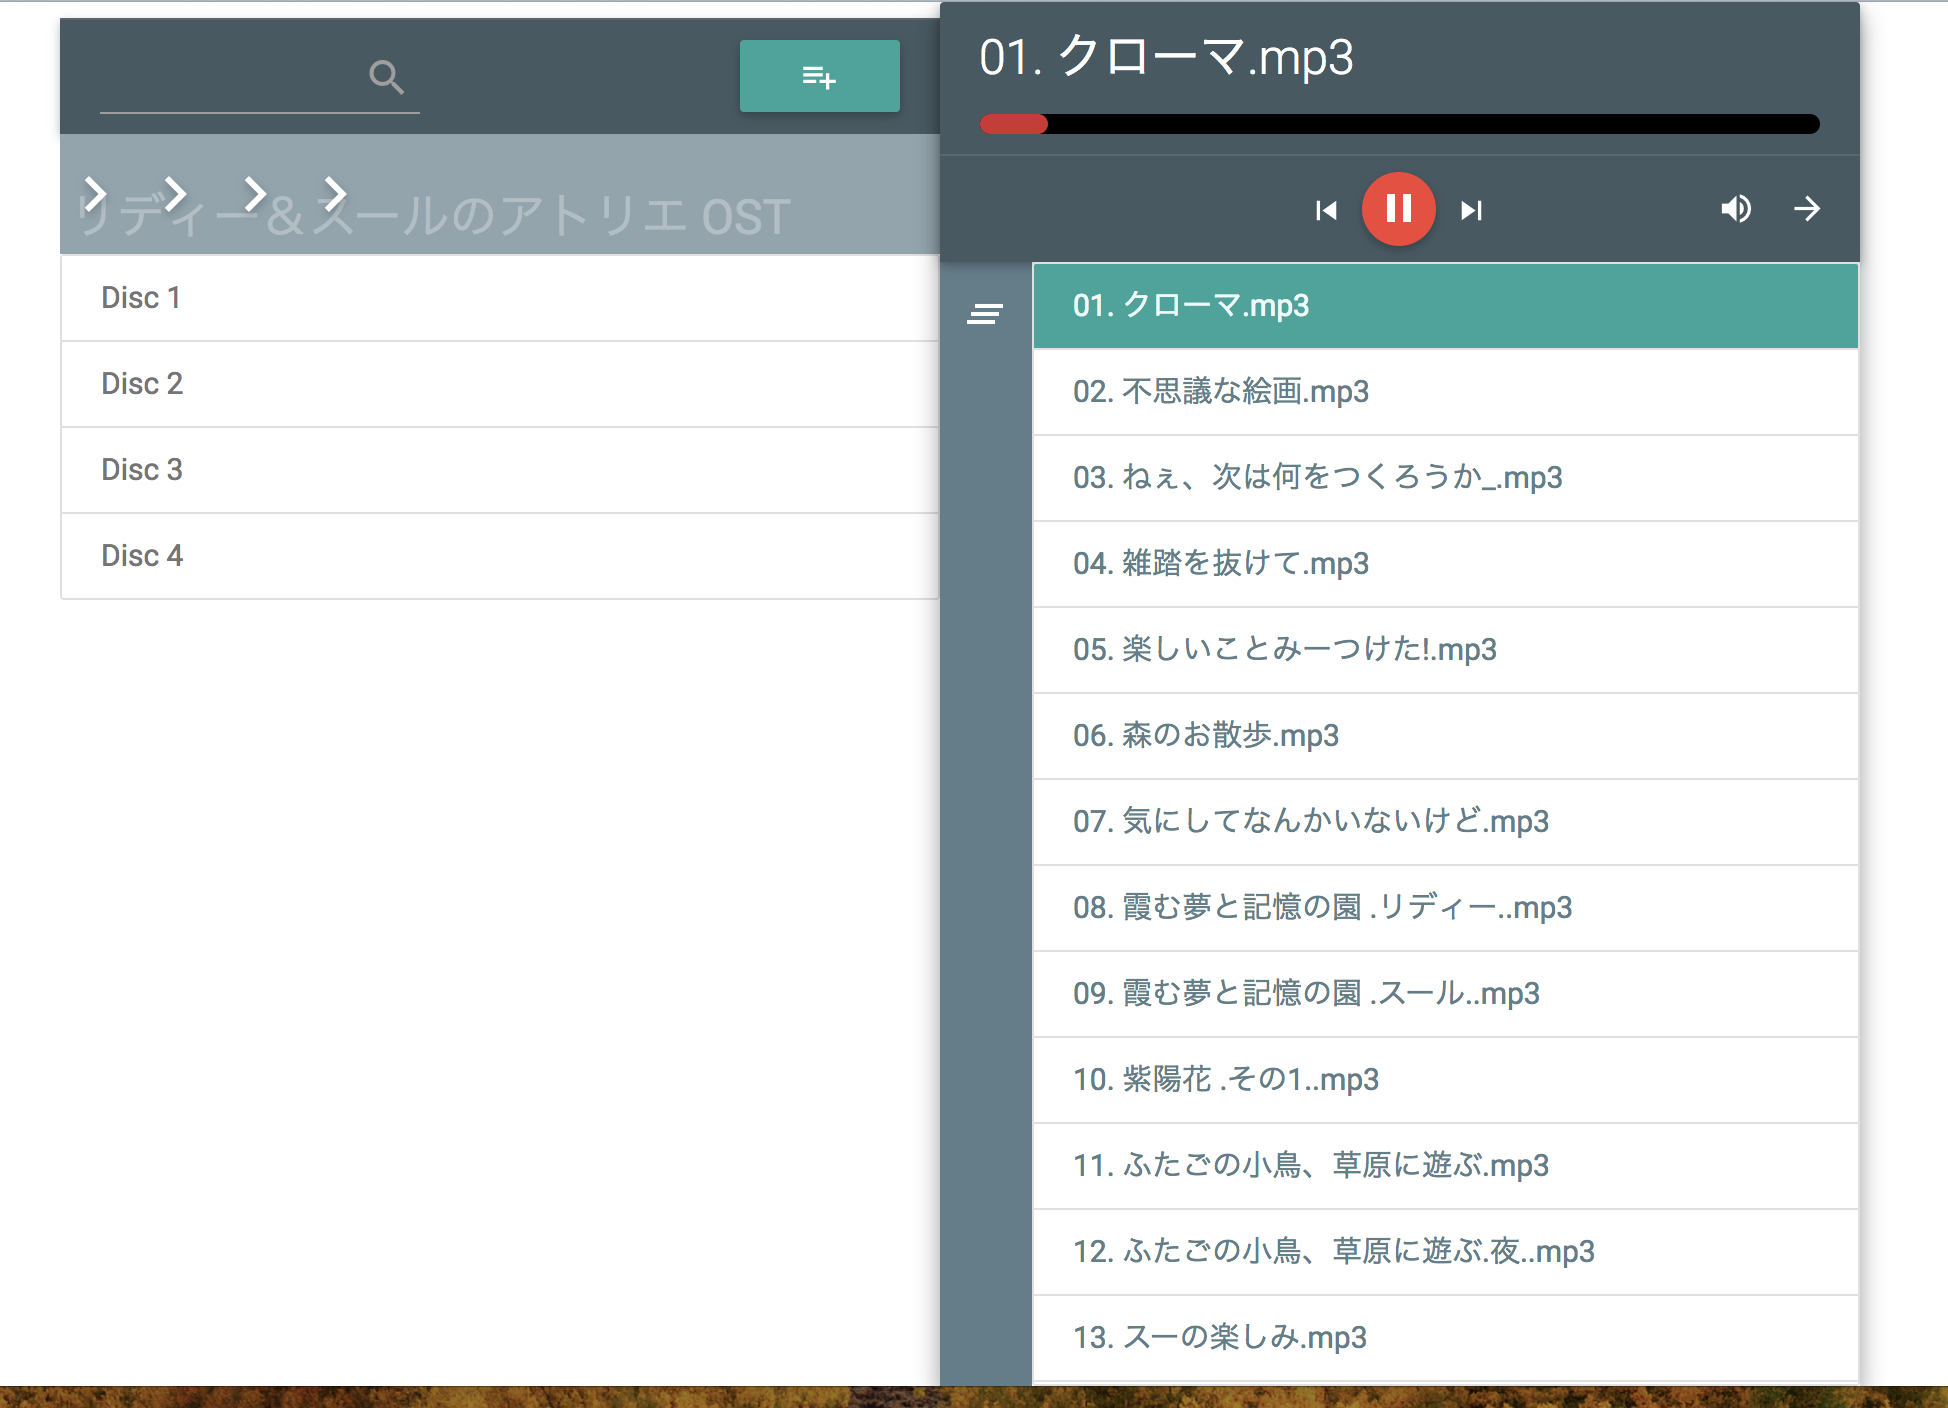 リディー＆スールのアトリエ OST
Disc 1
Disc 2
Disc 3
Disc 4
01. クローマ.mp3
01. クローマ.mp3
02. 不思議な絵画.mp3
03. ねぇ、次は何をつくろうか_.mp3
04. 雑踏を抜けて.mp3
05. 楽しいことみーつけた!.mp3
06. 森のお散歩.mp3
07. 気にしてなんかいないけど.mp3
08. 霞む夢と記憶の園 .リディー..mp3
09. 霞む夢と記憶の園 .スール..mp3
10. 紫陽花 .その1..mp3
11. ふたごの小鳥、草原に遊ぶ.mp3
12. ふたごの小鳥、草原に遊ぶ.夜..mp3
13. スーの楽しみ.mp3